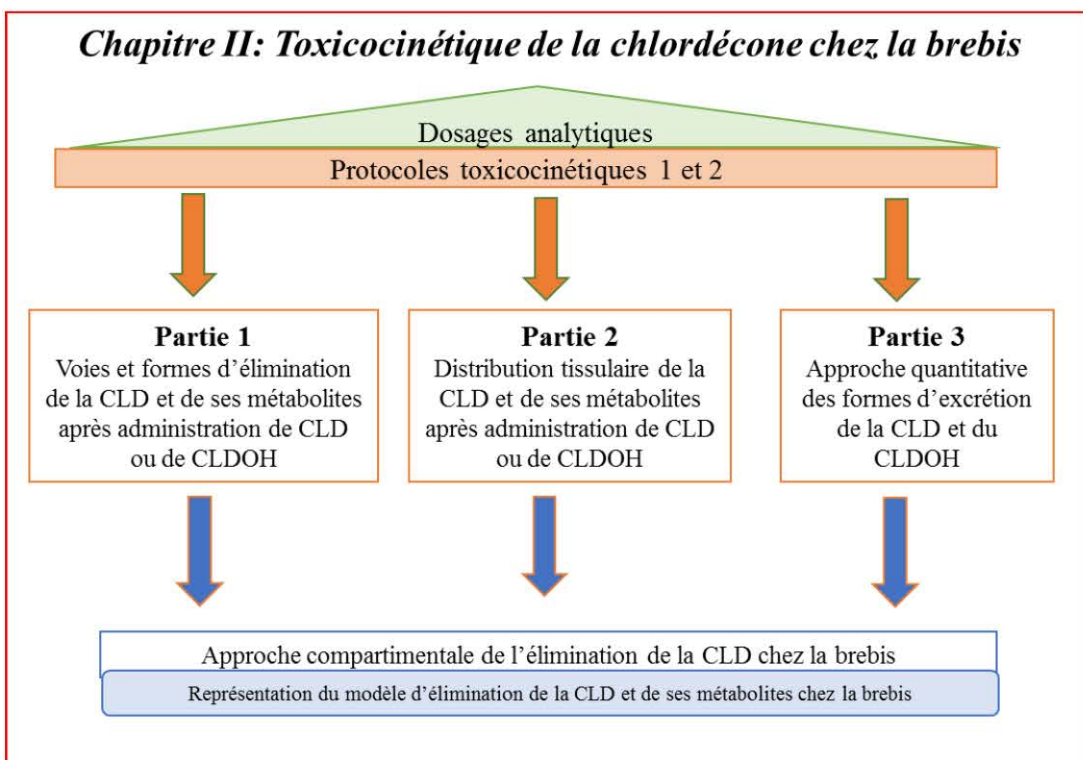 Chapitre II: Toxicocinétique de la chlordécone chez la brebis
Dosages analytiques
Protocoles toxicocinétiques 1 et 2
Partie 1
Voies et formes d'élimination
de la CLD et de ses métabolites
après administration de CLD
ou de CLDOH
Partie 2
Distribution tissulaire de la
CLD et de ses métabolites
après administration de CLD
ou de CLDOH
Partie 3
Approche quantitative
des formes d'excrétion
de la CLD et du
CLDOH
Approche compartimentale de l'élimination de la CLD chez la brebis
Représentation du modèle d'élimination de la CLD et de ses métabolites chez la brebis